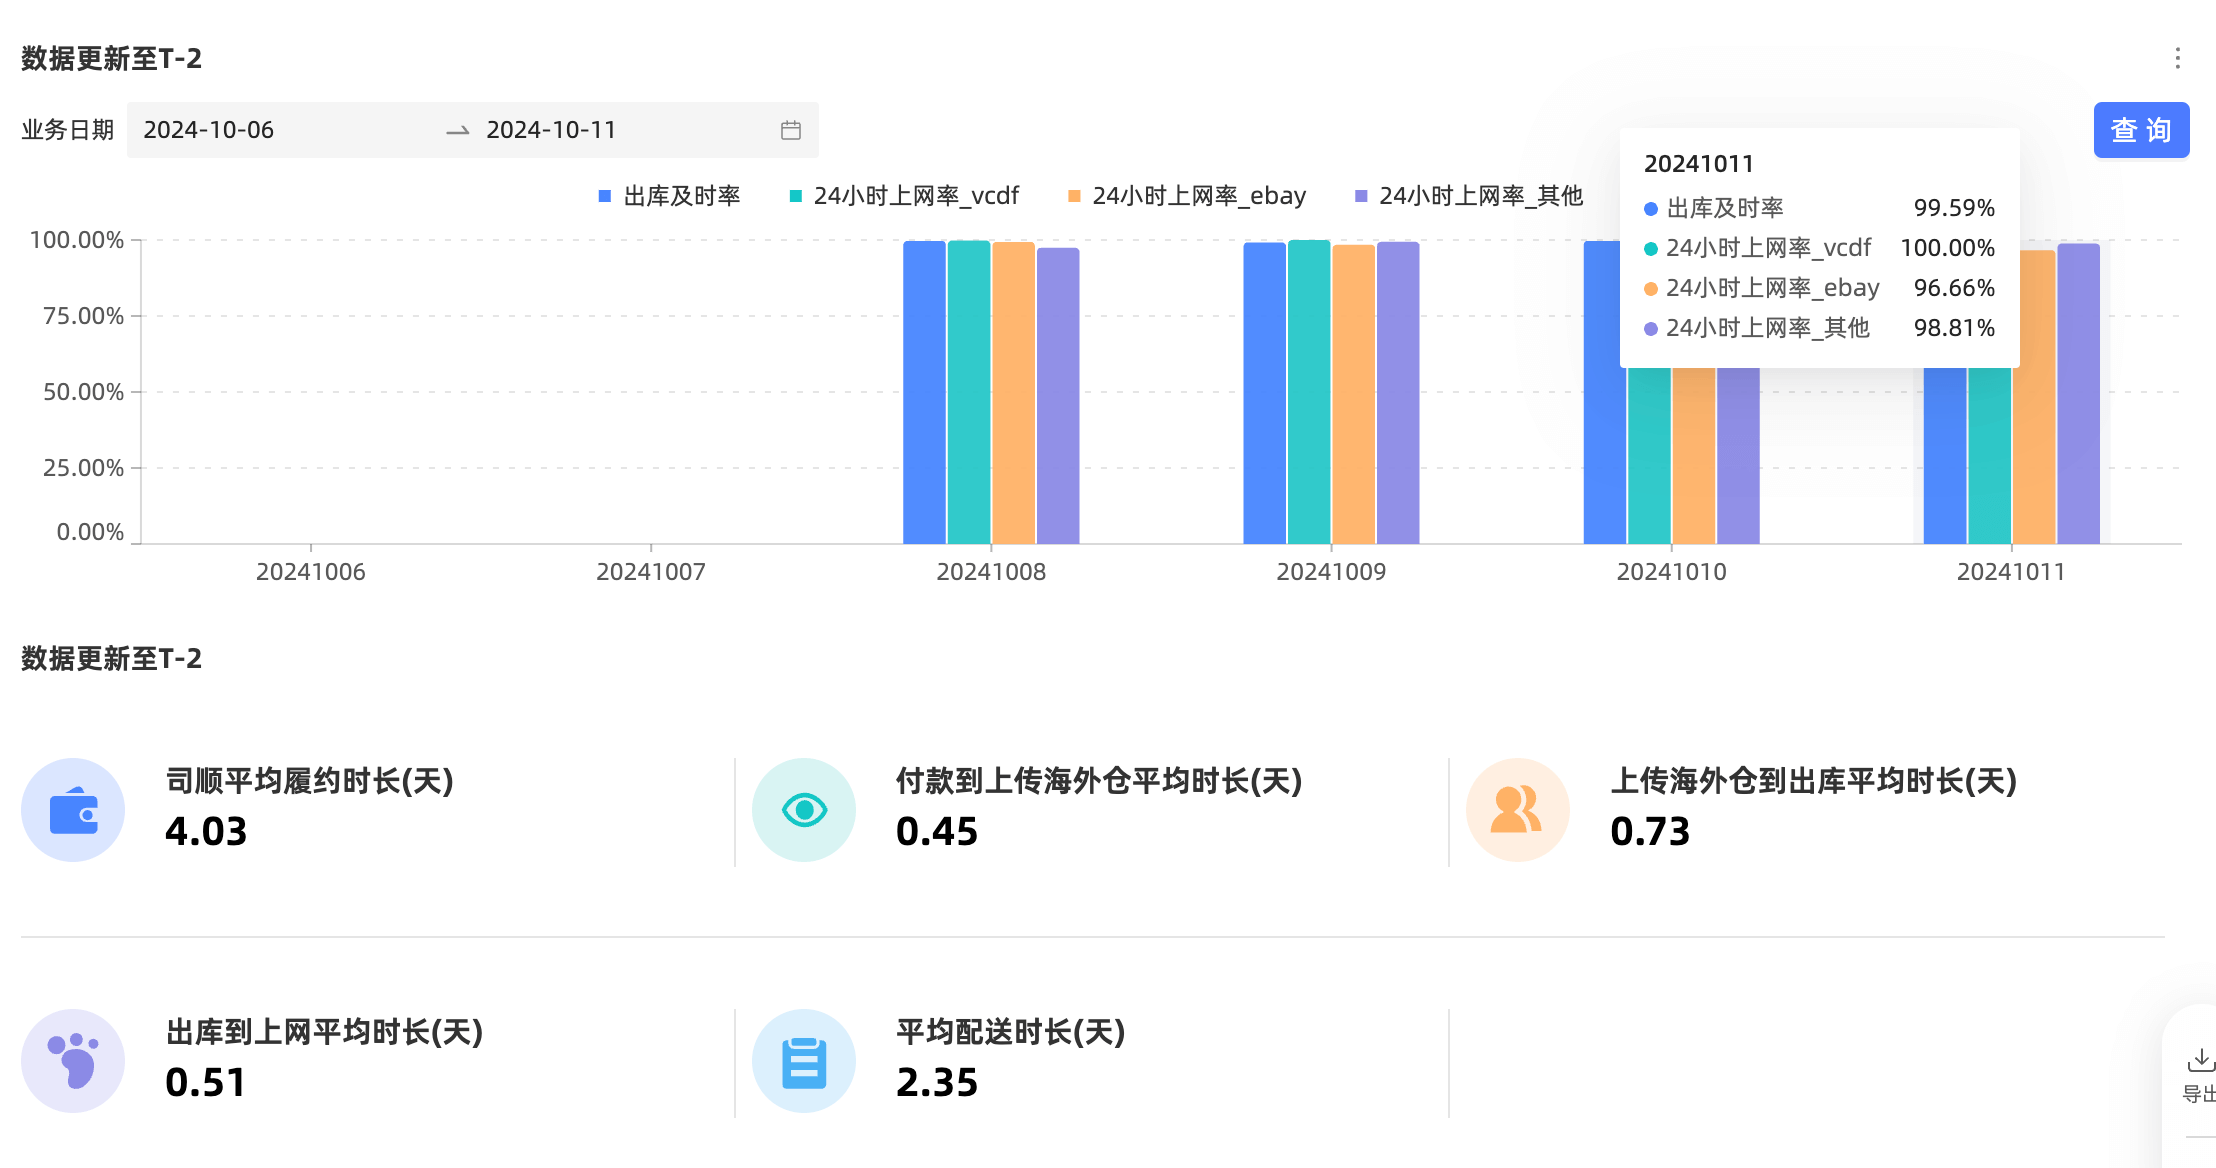 数据更新至T-2
业务日期 2024-10-06 2024-10-11 查 询
出库及时率 24小时上网率_vcdf 24小时上网率_ebay 24小时上网率_其他
20241011
出库及时率 99.59%
24小时上网率_vcdf 100.00%
24小时上网率_ebay 96.66%
24小时上网率_其他 98.81%
100.00%
75.00%
50.00%
25.00%
0.00%
20241006 20241007 20241008 20241009 20241010 20241011
数据更新至T-2
司顺平均履约时长(天) 付款到上传海外仓平均时长(天) 上传海外仓到出库平均时长(天)
4.03 0.45 0.73
出库到上网平均时长(天) 平均配送时长(天)
0.51 2.35
导出